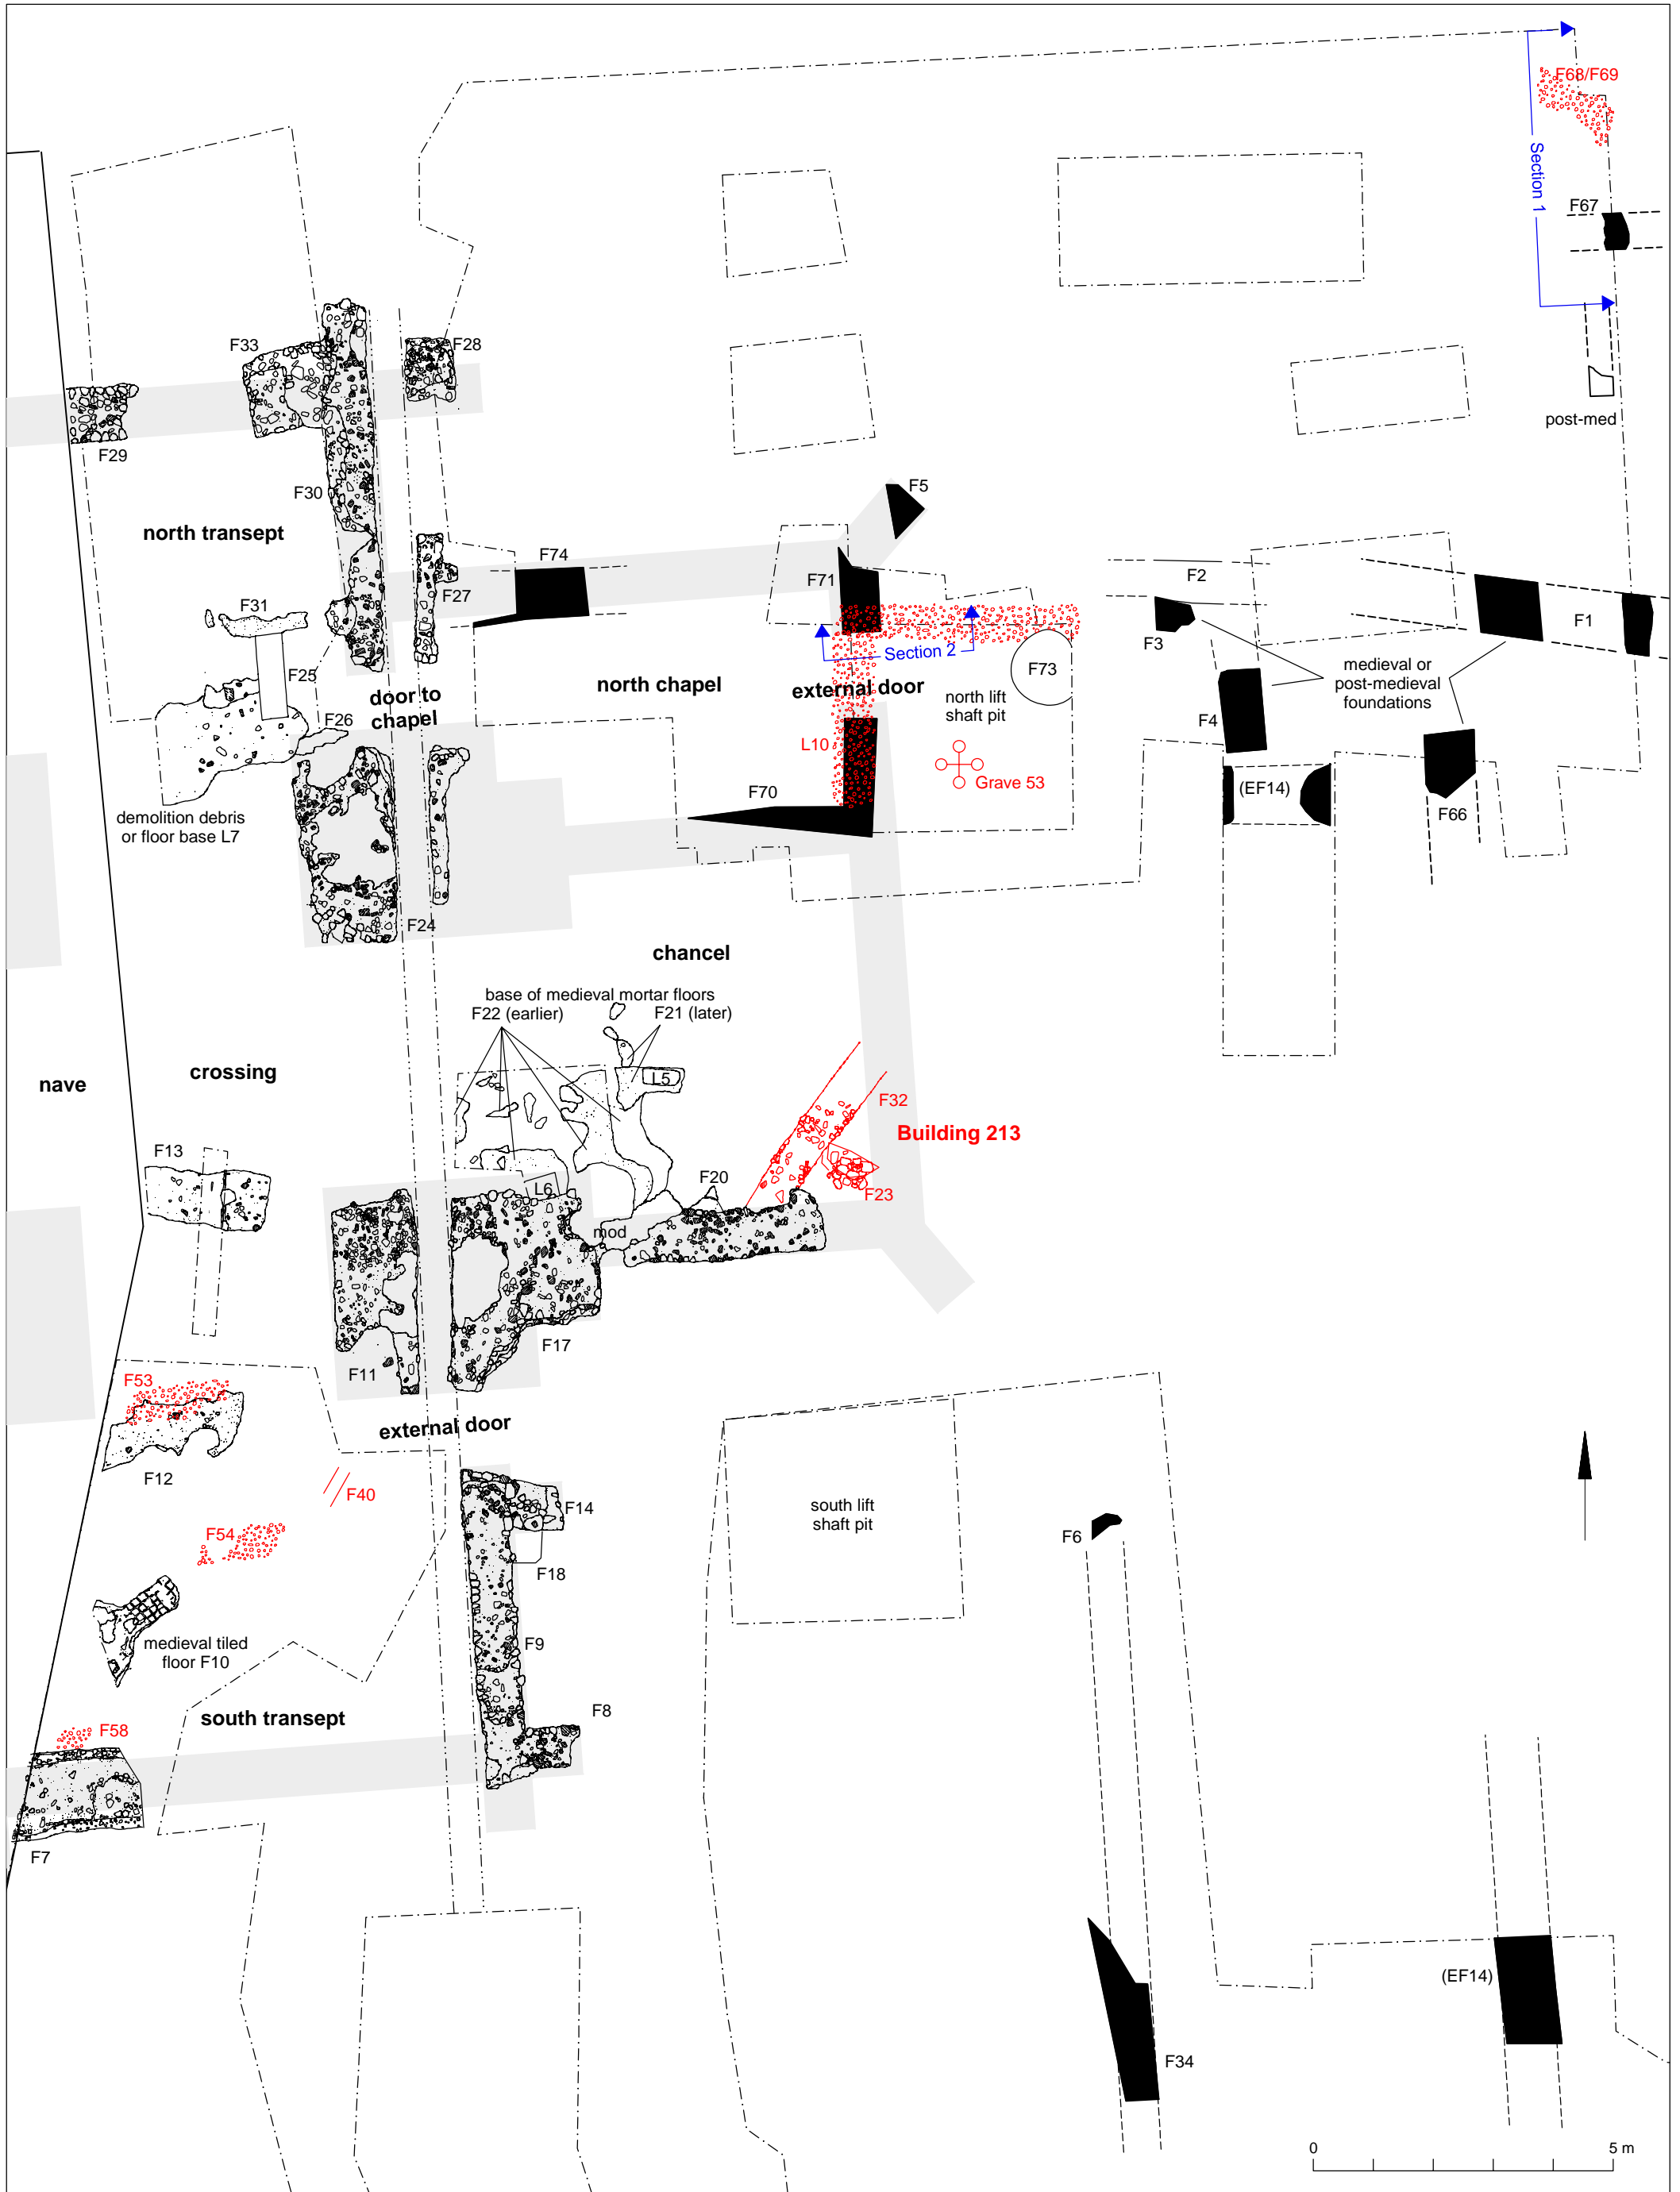 F68/F69
Section 1
F67
post-med
F33
F28
F29
F30
north transept
F5
F74
F71
F27
F2
F3
F1
F31
Section 2
F25
door to
chapel
north chapel
external door
north lift
shaft pit
F73
medieval or
post-medieval
foundations
F26
F4
L10
Grave 53
(EF14)
F66
F70
demolition debris
or floor base L7
F24
chancel
base of medieval mortar floors
F22 (earlier)
F21 (later)
nave
crossing
L5
F32
Building 213
F13
F20
L6
F23
mod
F17
F11
F53
external door
F12
F40
F14
south lift
shaft pit
F6
F54
F18
F9
medieval tiled
floor F10
south transept
F8
F58
F7
(EF14)
F34
0
5 m